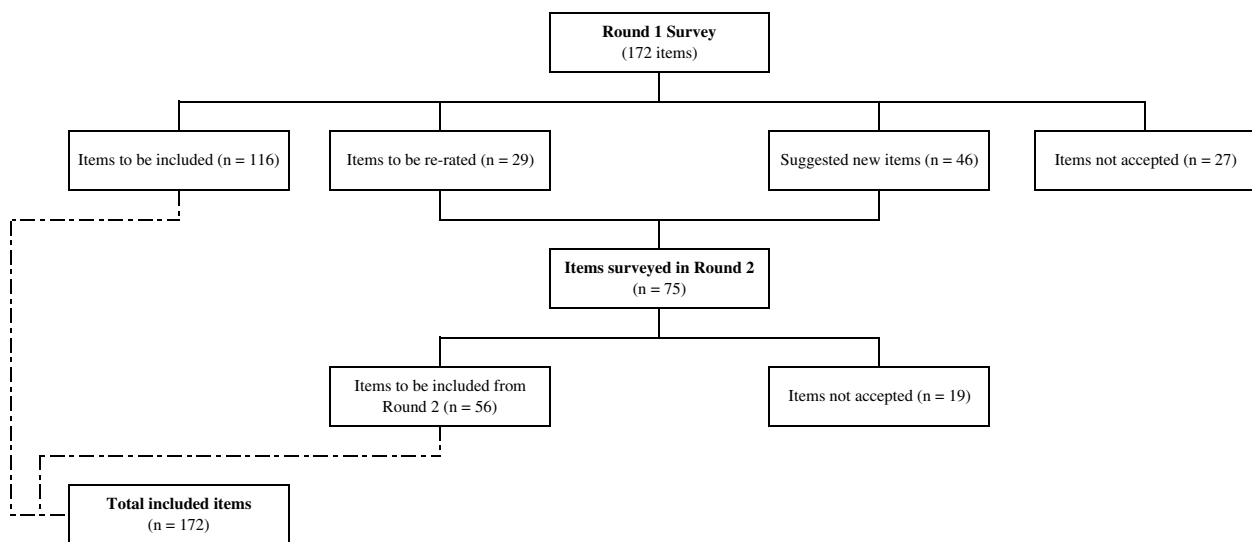 Round 1 Survey
(172 items)
Items to be included (n = 116)
Items to be re-rated (n = 29)
Suggested new items (n = 46)
Items not accepted (n = 27)
Items surveyed in Round 2
(n = 75)
Items to be included from
Round 2 (n = 56)
Items not accepted (n = 19)
Total included items
(n = 172)